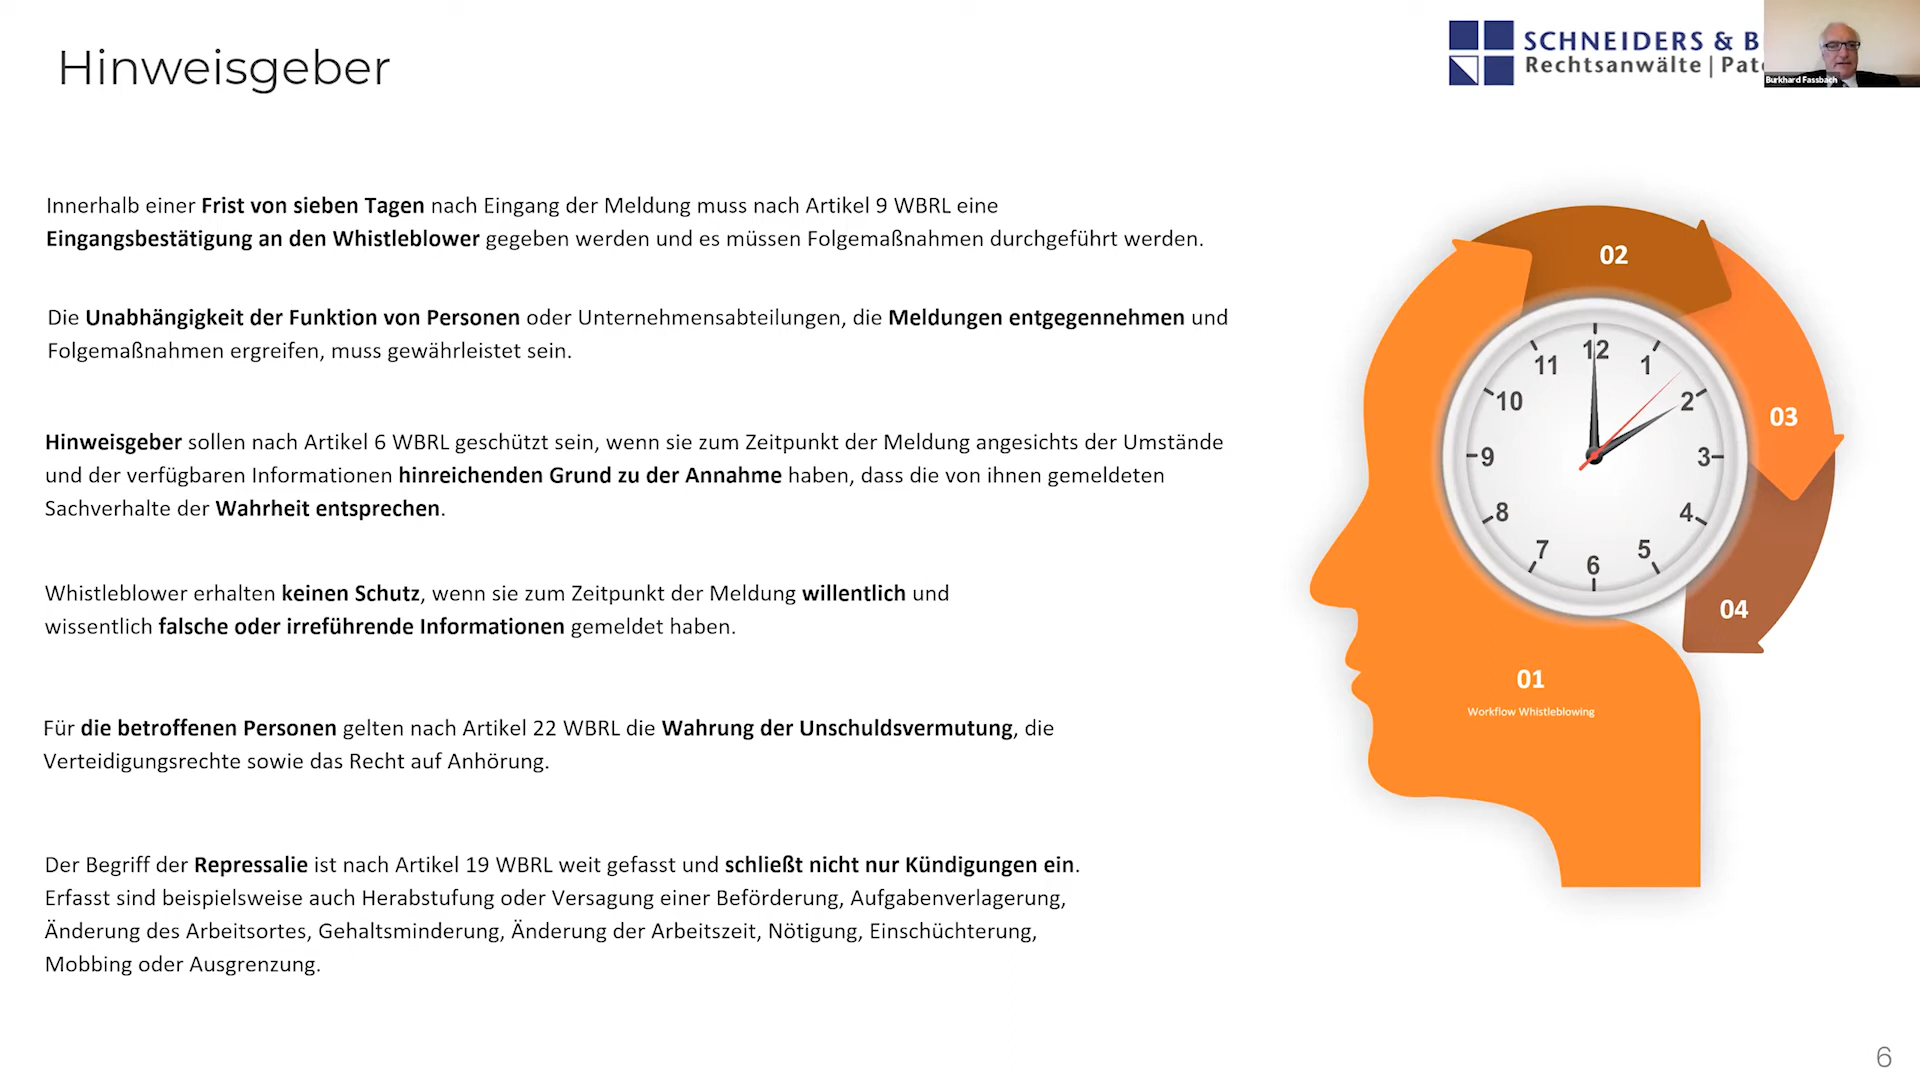 Hinweisgeber
SCHNEIDERS & B
Rechtsanwälte | Pat
Burkhard Fassbach
Innerhalb einer Frist von sieben Tagen nach Eingang der Meldung muss nach Artikel 9 WBRL eine
Eingangsbestätigung an den Whistleblower gegeben werden und es müssen Folgemaßnahmen durchgeführt werden.
Die Unabhängigkeit der Funktion von Personen oder Unternehmensabteilungen, die Meldungen entgegennehmen und
Folgemaßnahmen ergreifen, muss gewährleistet sein.
Hinweisgeber sollen nach Artikel 6 WBRL geschützt sein, wenn sie zum Zeitpunkt der Meldung angesichts der Umstände
und der verfügbaren Informationen hinreichenden Grund zu der Annahme haben, dass die von ihnen gemeldeten
Sachverhalte der Wahrheit entsprechen.
Whistleblower erhalten keinen Schutz, wenn sie zum Zeitpunkt der Meldung willentlich und
wissentlich falsche oder irreführende Informationen gemeldet haben.
Für die betroffenen Personen gelten nach Artikel 22 WBRL die Wahrung der Unschuldsvermutung, die
Verteidigungsrechte sowie das Recht auf Anhörung.
Der Begriff der Repressalie ist nach Artikel 19 WBRL weit gefasst und schließt nicht nur Kündigungen ein.
Erfasst sind beispielsweise auch Herabstufung oder Versagung einer Beförderung, Aufgabenverlagerung,
Änderung des Arbeitsortes, Gehaltsminderung, Änderung der Arbeitszeit, Nötigung, Einschüchterung,
Mobbing oder Ausgrenzung.
02
03
04
01
Workflow Whistleblowing
12
1
2
3
4
5
6
7
8
9
10
11
6